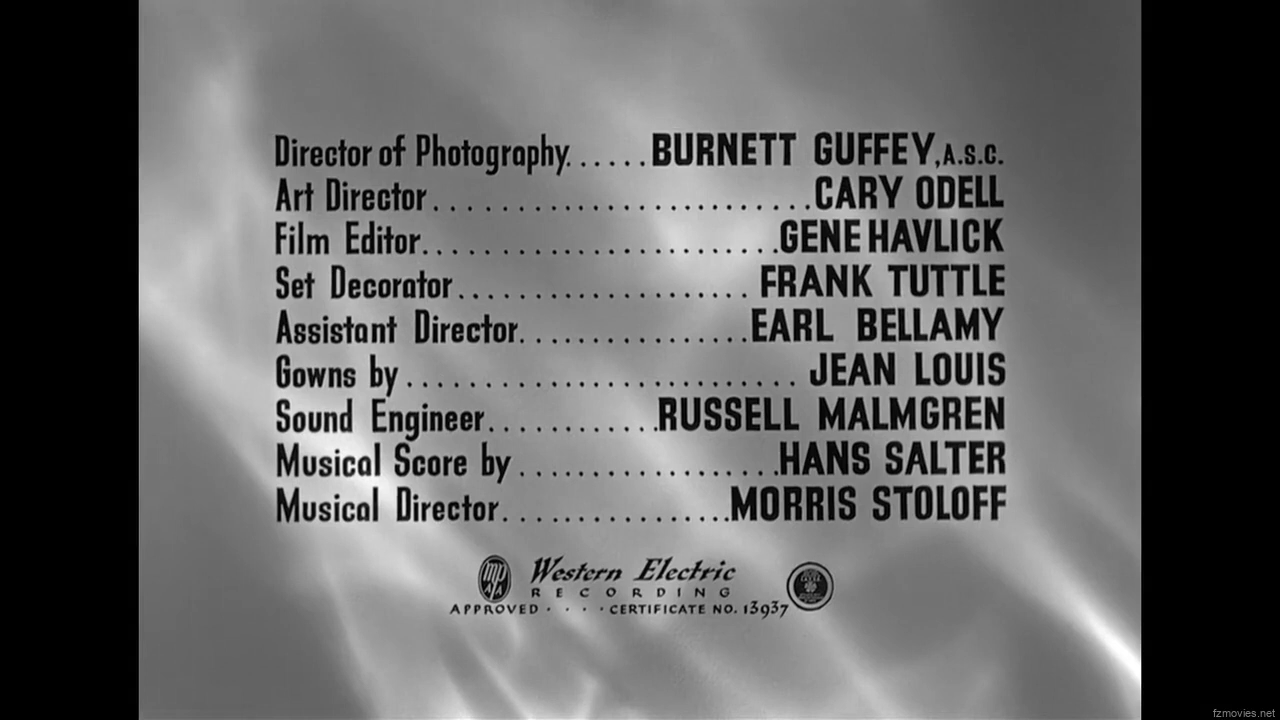 Director of Photography......BURNETT GUFFEY, A.S.C.
Art Director.........................CARY ODELL
Film Editor........................GENE HAVLICK
Set Decorator....................FRANK TUTTLE
Assistant Director.................EARL BELLAMY
Gowns by..........................JEAN LOUIS
Sound Engineer............RUSSELL MALMGREN
Musical Score by..................HANS SALTER
Musical Director................MORRIS STOLOFF
MPAA
Western Electric
RECORDING
APPROVED....CERTIFICATE NO. 13937
fzmovies.net